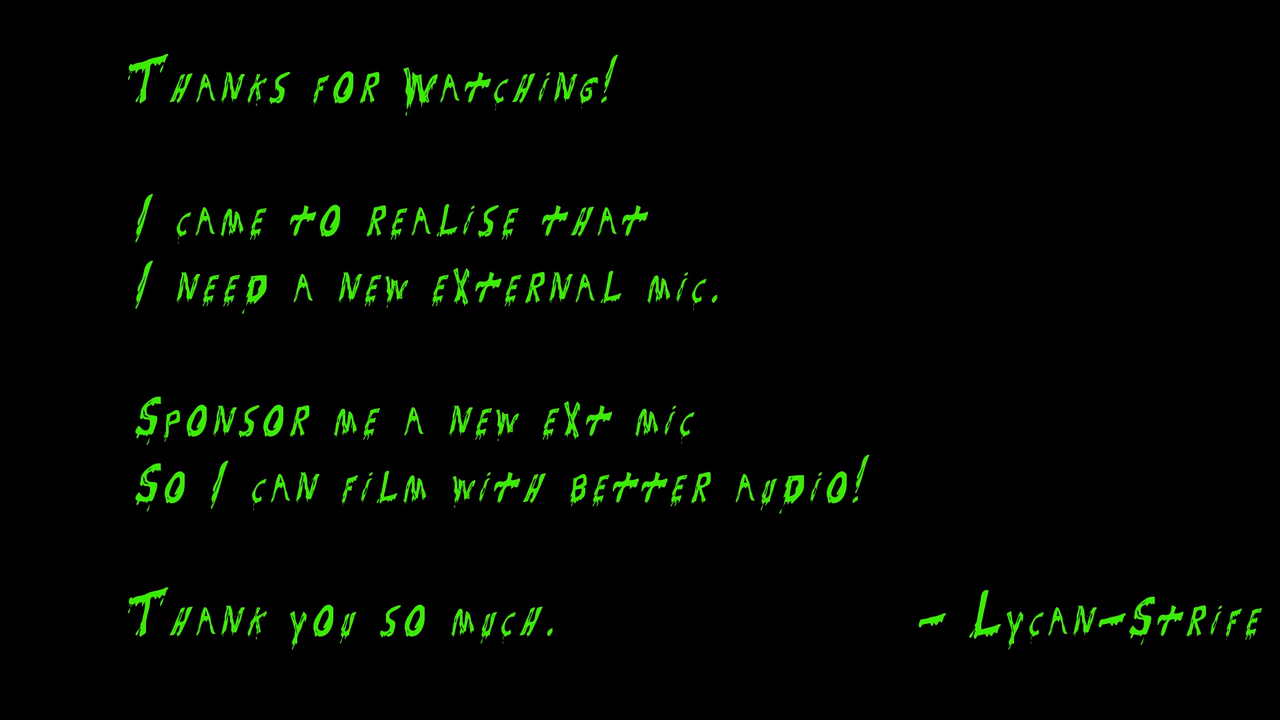 Thanks for Watching!
I came to realise that
I need a new external mic.
Sponsor me a new ext mic
So I can film with better audio!
Thank you so much.
- Lycan-Strife